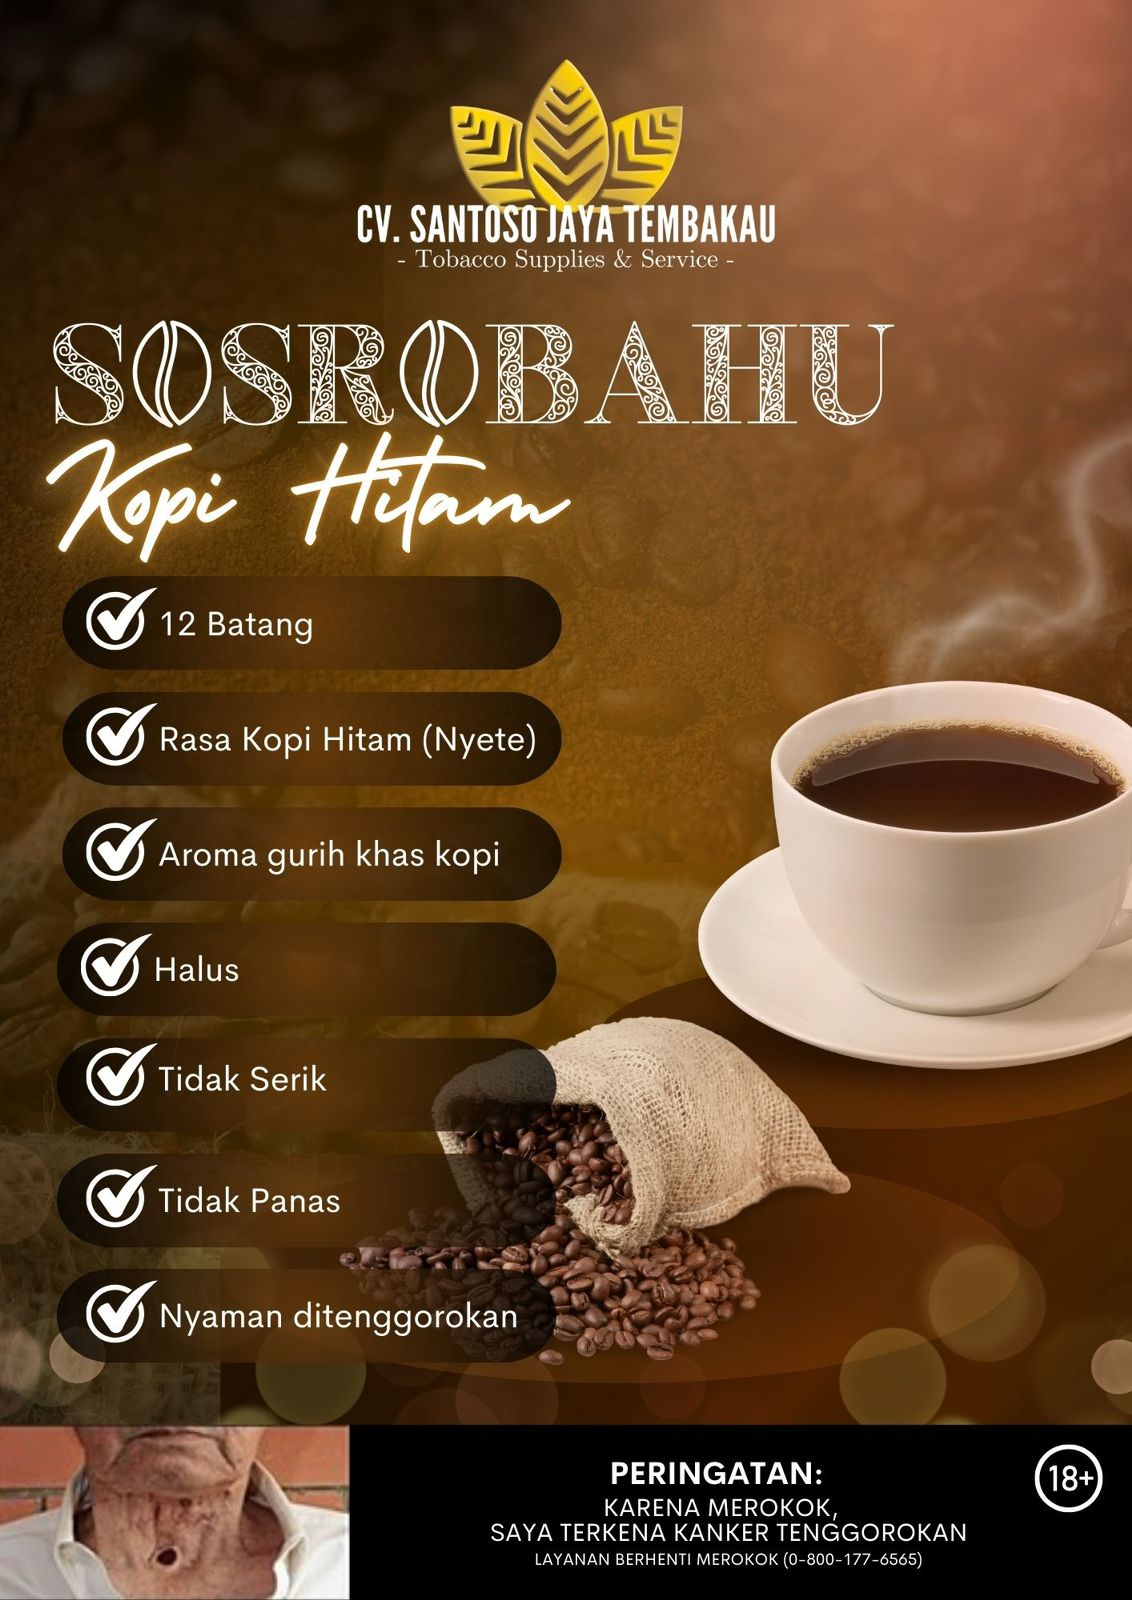 CV. SANTOSO JAYA TEMBAKAU
- Tobacco Supplies & Service -
SOSROBAHU
Kopi Hitam
12 Batang
Rasa Kopi Hitam (Nyete)
Aroma gurih khas kopi
Halus
Tidak Serik
Tidak Panas
Nyaman ditenggorokan
PERINGATAN:
KARENA MEROKOK,
SAYA TERKENA KANKER TENGGOROKAN
LAYANAN BERHENTI MEROKOK (0-800-177-6565)
18+